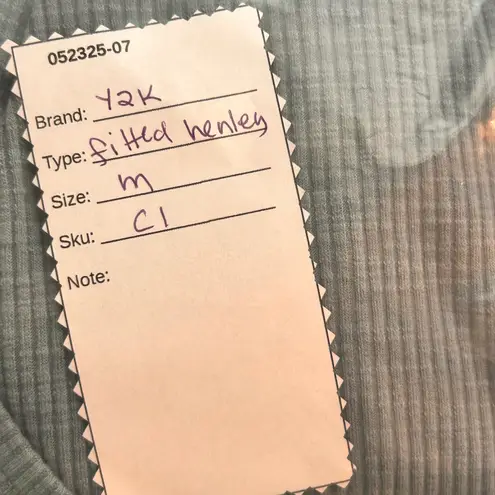 052325-07
Brand: Y2K
Type: fitted henley
Size: m
Sku: C1
Note: